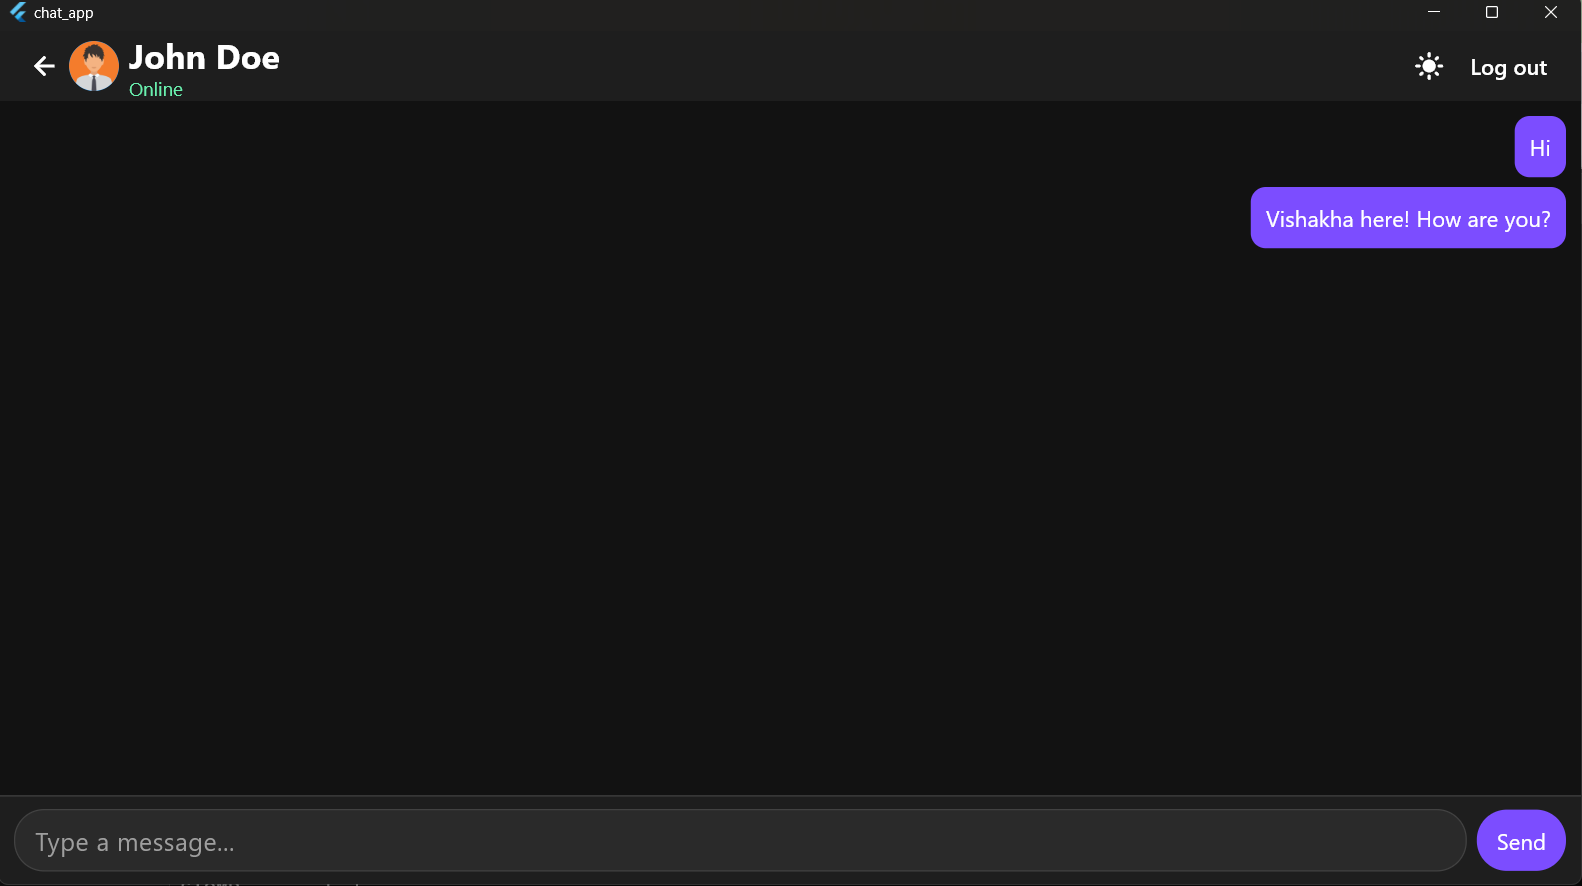 chat_app
John Doe
Online
Log out
Hi
Vishakha here! How are you?
Type a message...
Send